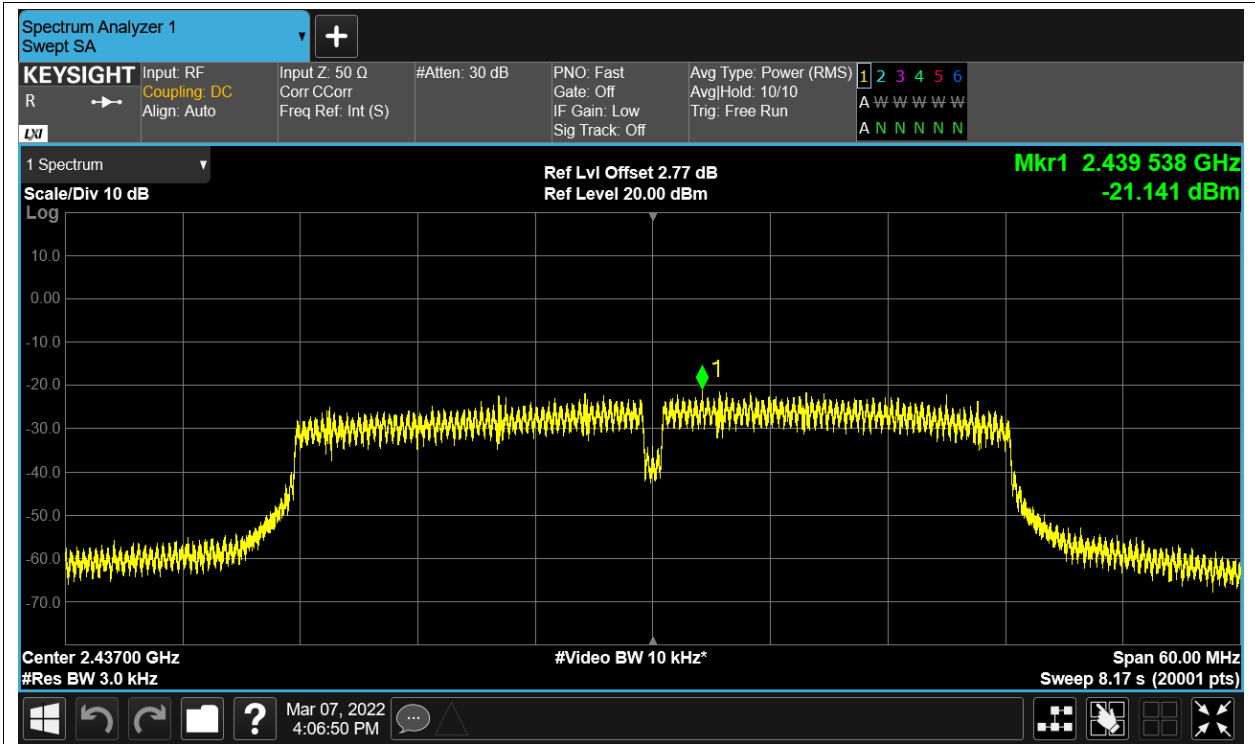 Spectrum Analyzer 1
Swept SA
+
KEYSIGHT
R
LXI
Input: RF
Coupling: DC
Align: Auto
Input Z: 50 Ω
Corr CCorr
Freq Ref: Int (S)
#Atten: 30 dB
PNO: Fast
Gate: Off
IF Gain: Low
Sig Track: Off
Avg Type: Power (RMS)
Avg|Hold: 10/10
Trig: Free Run
1 2 3 4 5 6
A W W W W W
A N N N N N
1 Spectrum
Scale/Div 10 dB
Log
Ref Lvl Offset 2.77 dB
Ref Level 20.00 dBm
Mkr1 2.439 538 GHz
-21.141 dBm
10.0
0.00
-10.0
1
-20.0
-30.0
-40.0
-50.0
-60.0
-70.0
Center 2.43700 GHz
#Res BW 3.0 kHz
#Video BW 10 kHz*
Span 60.00 MHz
Sweep 8.17 s (20001 pts)
?
Mar 07, 2022
4:06:50 PM